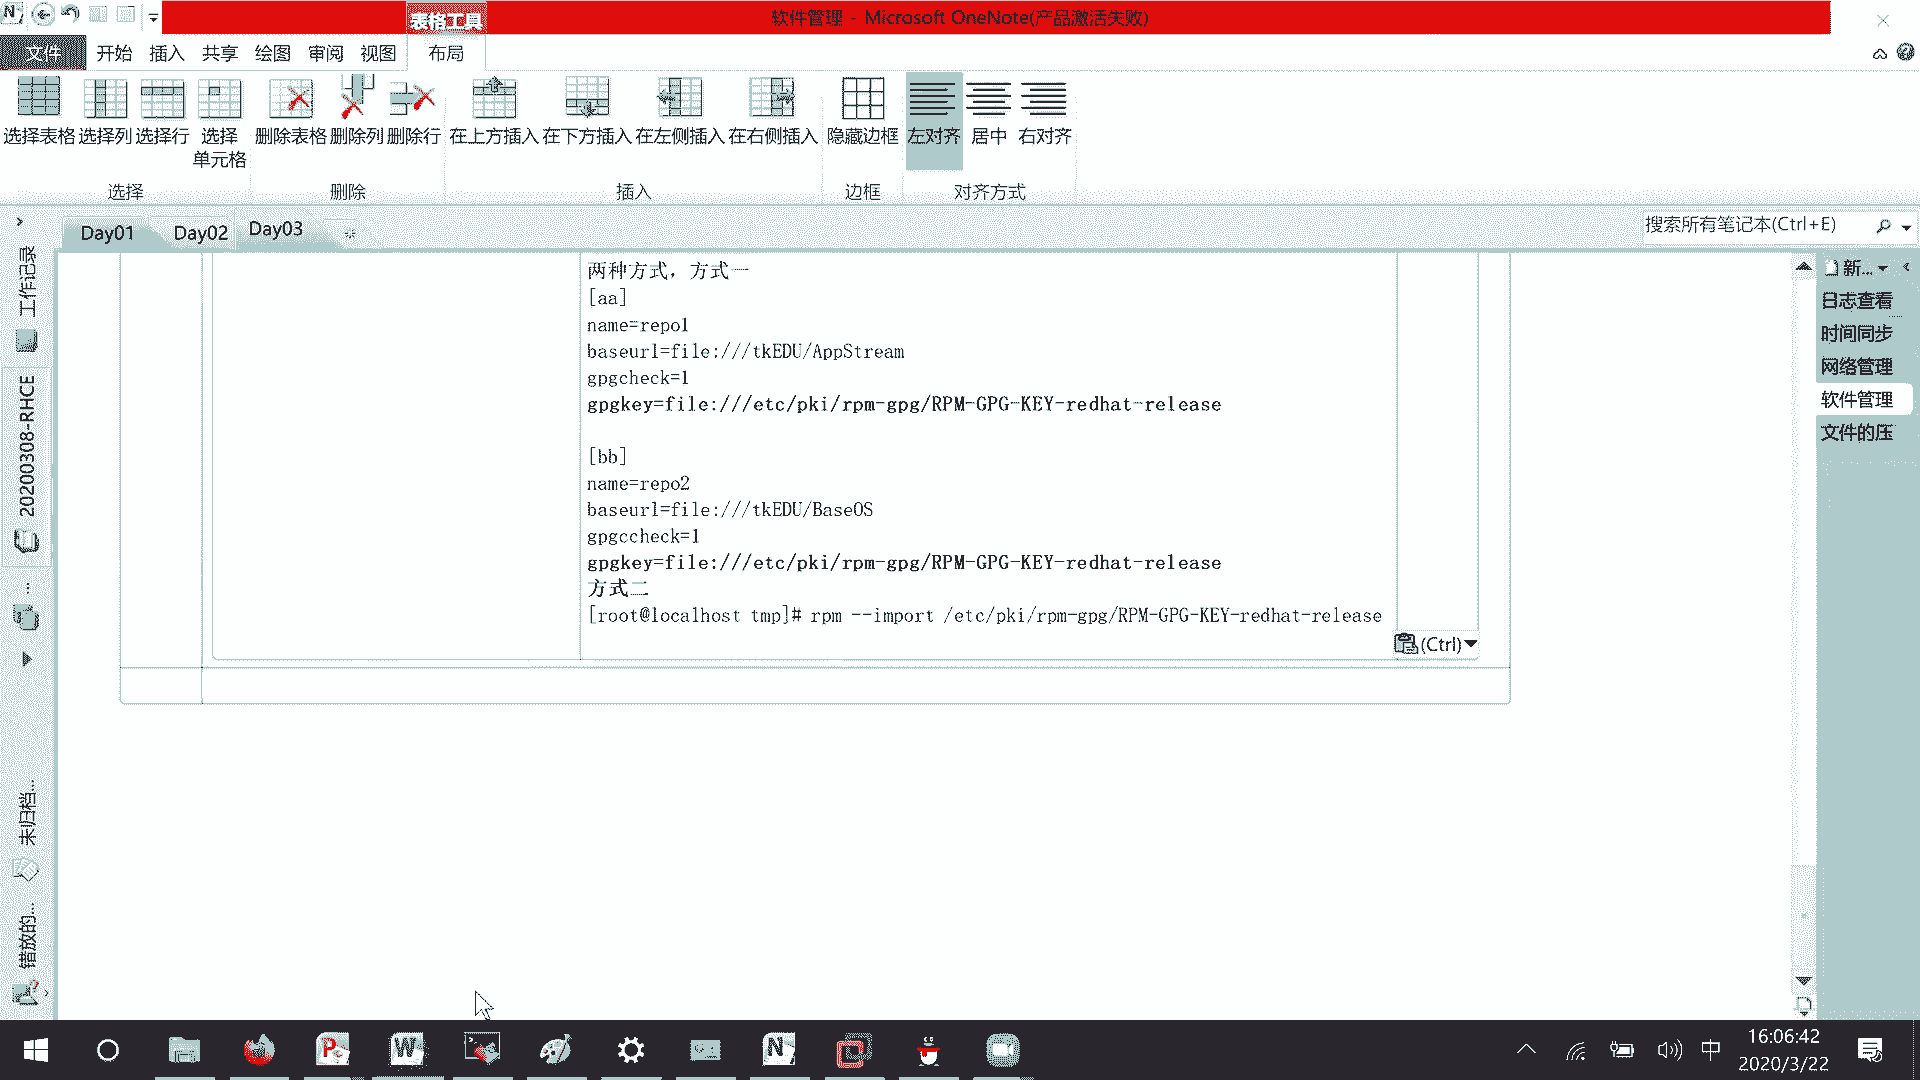 表格工具
软件管理 - Microsoft OneNote(产品激活失败)
文件 开始 插入 共享 绘图 审阅 视图 布局
选择表格 选择列 选择行 选择单元格 删除表格 删除列 删除行 在上方插入 在下方插入 在左侧插入 在右侧插入 隐藏边框 左对齐 居中 右对齐
选择 删除 插入 边框 对齐方式
Day01 Day02 Day03
搜索所有笔记本(Ctrl+E)
工作记录
20200308-RHCE
...
未归档...
错放的...
两种方式，方式一
[aa]
name=repo1
baseurl=file:///tkEDU/AppStream
gpgcheck=1
gpgkey=file:///etc/pki/rpm-gpg/RPM-GPG-KEY-redhat-release
[bb]
name=repo2
baseurl=file:///tkEDU/BaseOS
gpgccheck=1
gpgkey=file:///etc/pki/rpm-gpg/RPM-GPG-KEY-redhat-release
方式二
[root@localhost tmp]# rpm --import /etc/pki/rpm-gpg/RPM-GPG-KEY-redhat-release
(Ctrl)
新...
日志查看
时间同步
网络管理
软件管理
文件的压
中
16:06:42
2020/3/22